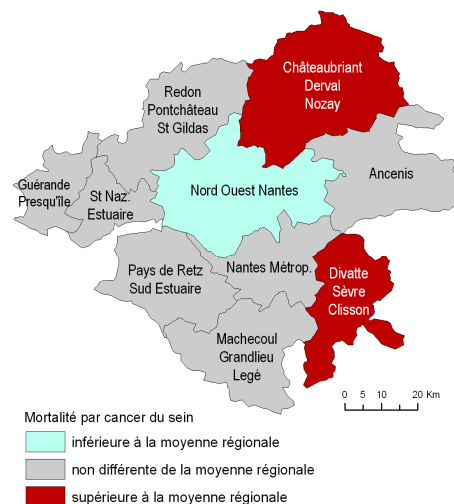 Châteaubriant
Derval
Nozay
Redon
Pontchâteau
St Gildas
Ancenis
Guérande
Presqu'île
St Naz.
Estuaire
Nord Ouest Nantes
Pays de Retz
Sud Estuaire
Nantes Métrop.
Divatte
Sèvre
Clisson
Machecoul
Grandlieu
Legé
0 5 10 20 Km
Mortalité par cancer du sein
inférieure à la moyenne régionale
non différente de la moyenne régionale
supérieure à la moyenne régionale